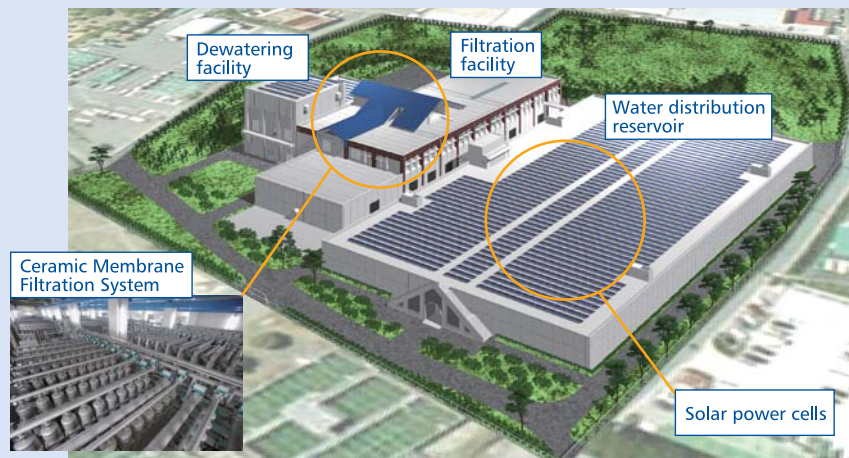 Dewatering
facility
Filtration
facility
Water distribution
reservoir
Ceramic Membrane
Filtration System
Solar power cells